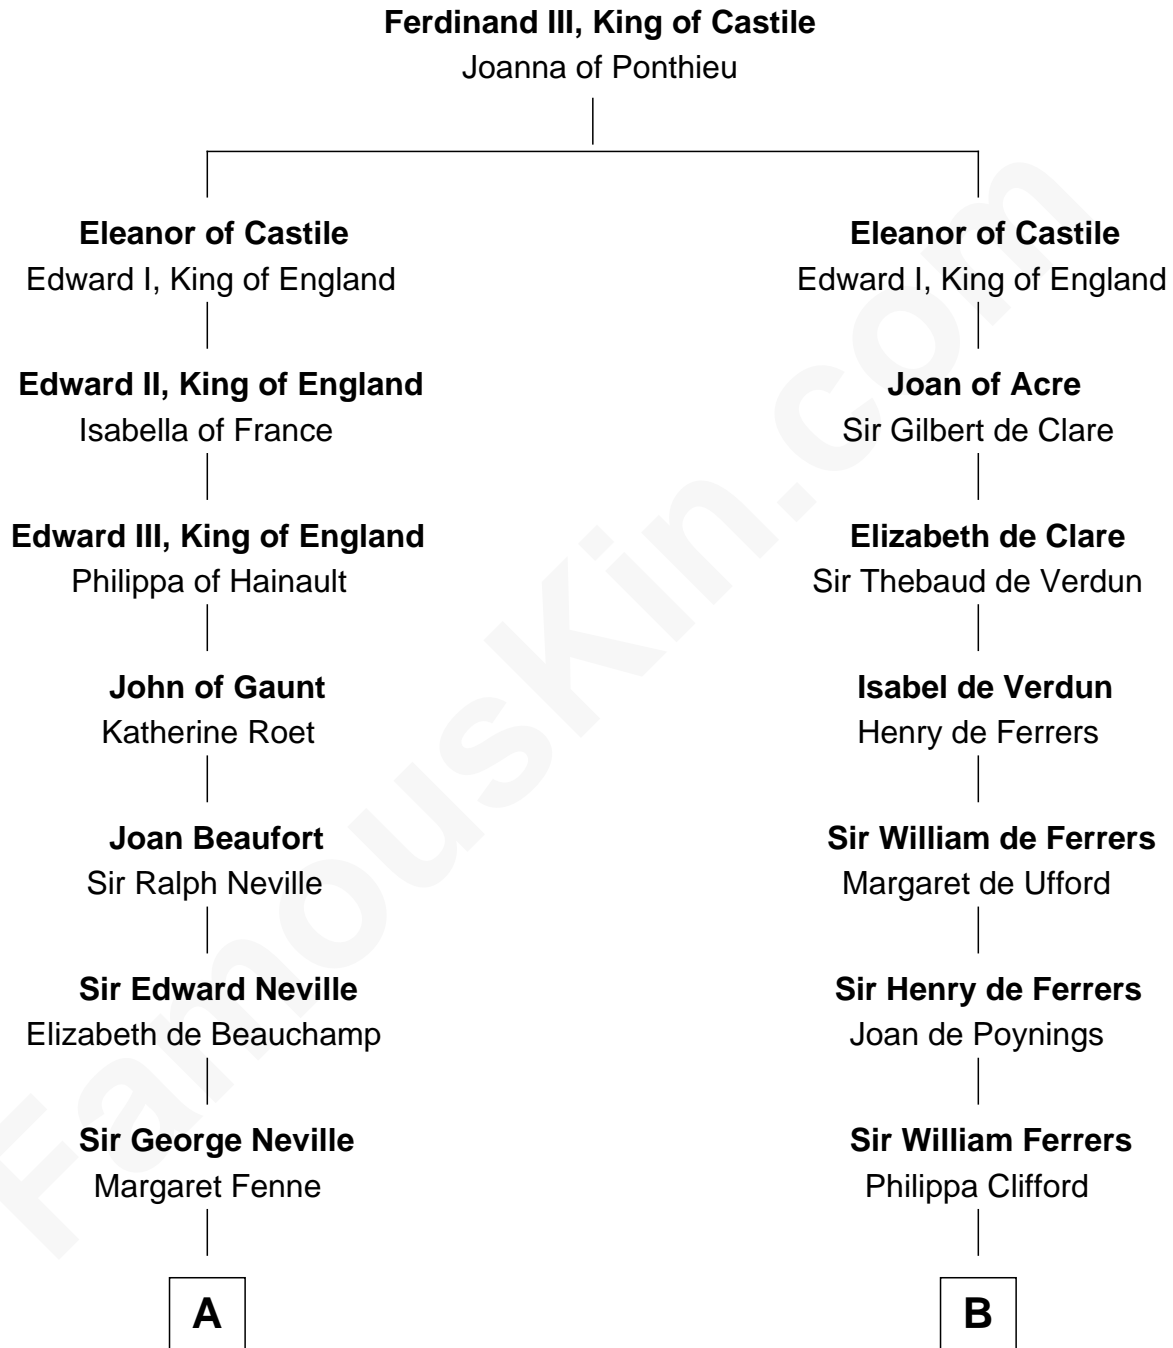 Ferdinand III, King of Castile
Joanna of Ponthieu
Eleanor of Castile
Edward I, King of England
Edward II, King of England
Isabella of France
Edward III, King of England
Philippa of Hainault
John of Gaunt
Katherine Roet
Joan Beaufort
Sir Ralph Neville
Sir Edward Neville
Elizabeth de Beauchamp
Sir George Neville
Margaret Fenne
A
Eleanor of Castile
Edward I, King of England
Joan of Acre
Sir Gilbert de Clare
Elizabeth de Clare
Sir Thebaud de Verdun
Isabel de Verdun
Henry de Ferrers
Sir William de Ferrers
Margaret de Ufford
Sir Henry de Ferrers
Joan de Poynings
Sir William Ferrers
Philippa Clifford
B
FamousKin.com